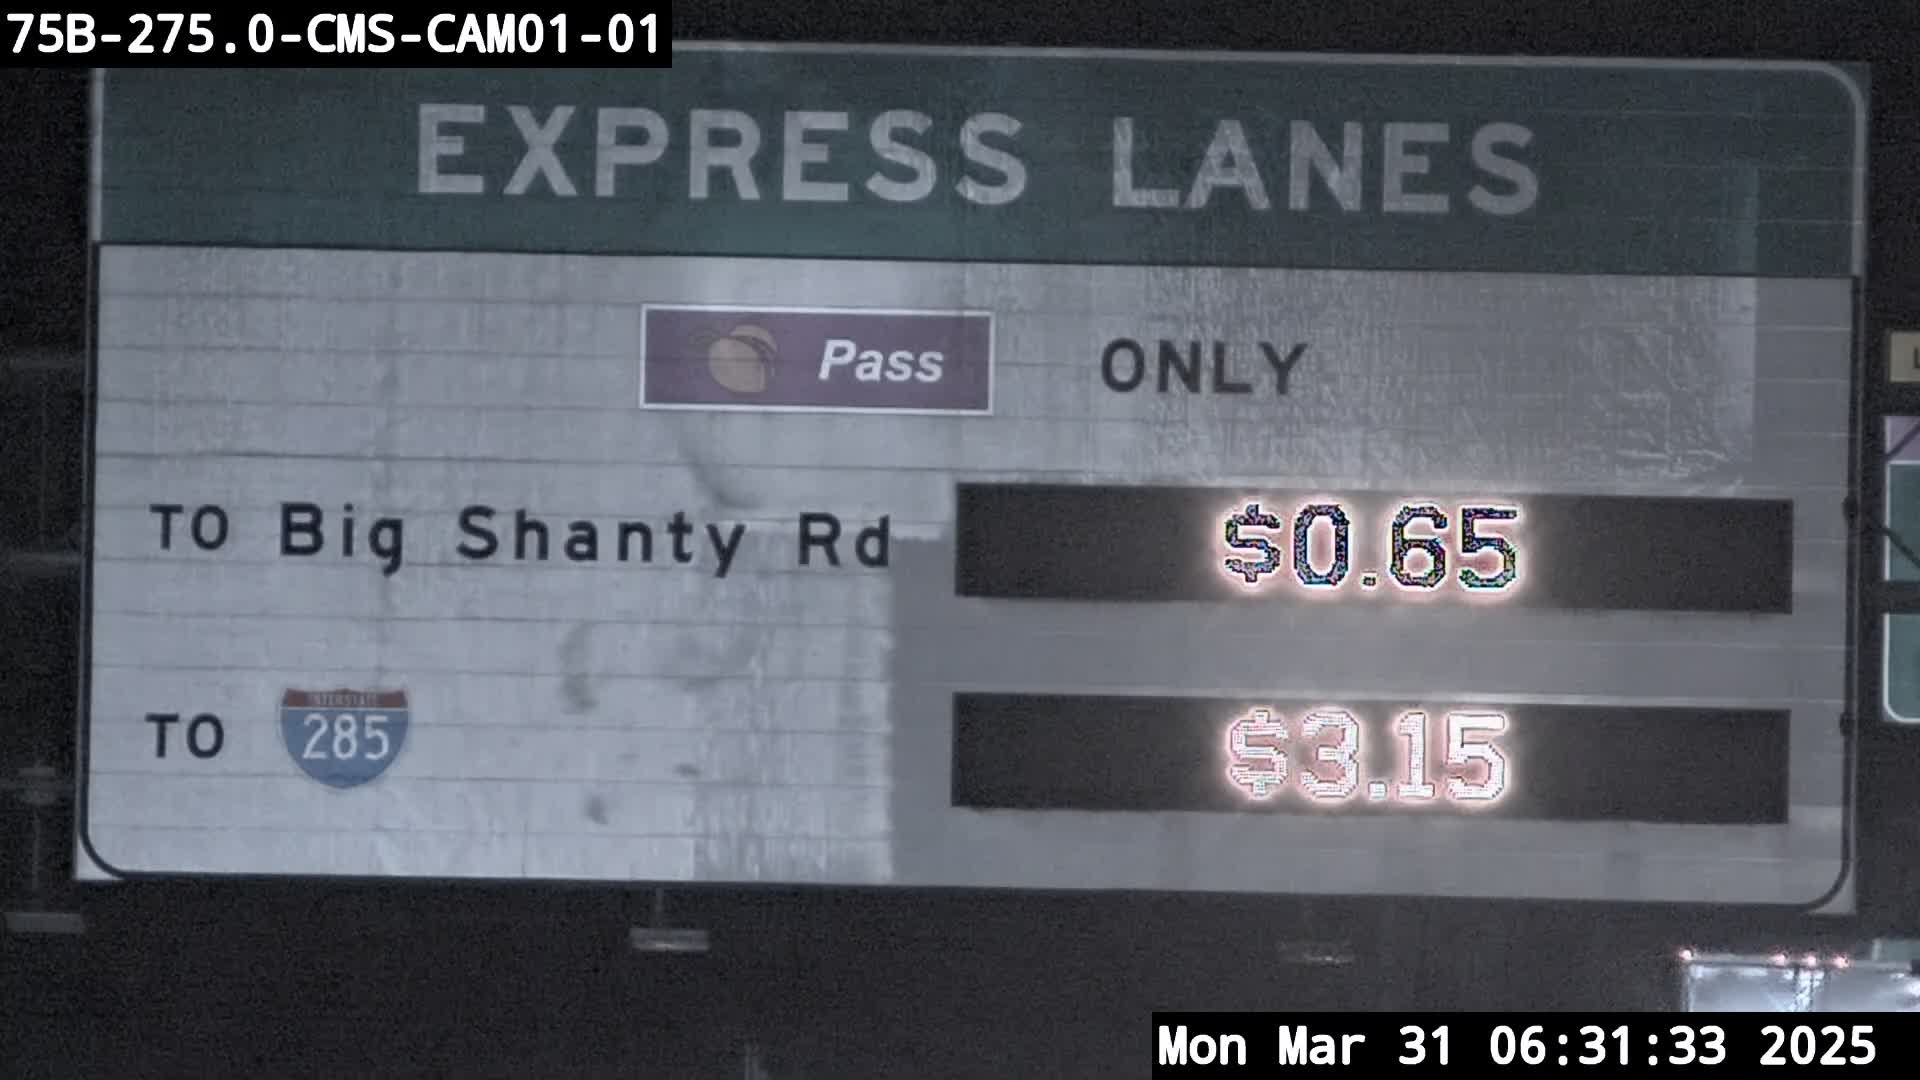 75B-275.0-CMS-CAM01-01
EXPRESS LANES
Pass ONLY
TO Big Shanty Rd $0.65
INTERSTATE
TO 285 $3.15
Mon Mar 31 06:31:33 2025